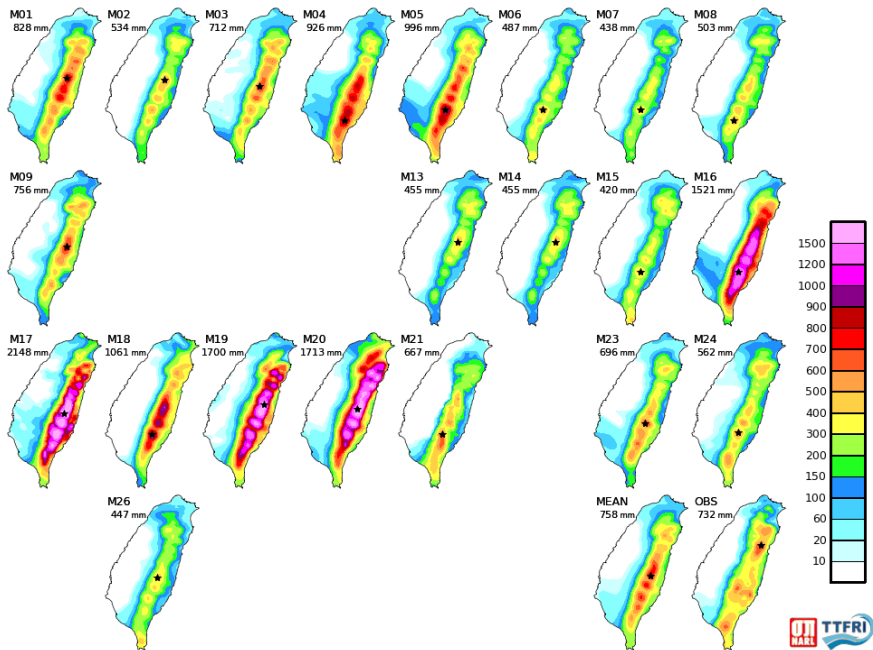 M01 M02 M03 M04 M05 M06 M07 M08
828 mm 534 mm 712 mm 926 mm 996 mm 487 mm 438 mm 503 mm
M09 M13 M14 M15 M16
756 mm 455 mm 455 mm 420 mm 1521 mm
M17 M18 M19 M20 M21 M23 M24
2148 mm 1061 mm 1700 mm 1713 mm 667 mm 696 mm 562 mm
M26 MEAN OBS
447 mm 758 mm 732 mm
1500
1200
1000
900
800
700
600
500
400
300
200
150
100
60
20
10
NARL TTFRI